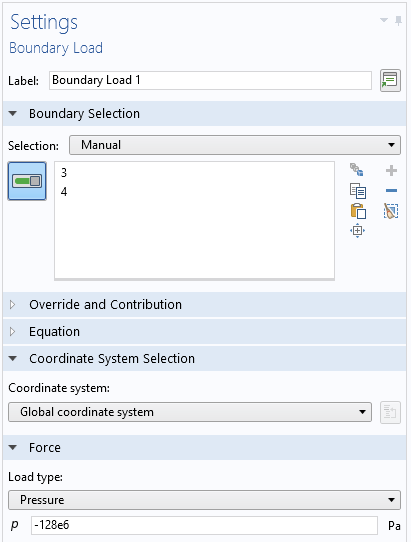 Settings
Boundary Load
Label: Boundary Load 1
Boundary Selection
Selection: Manual
3
4
Override and Contribution
Equation
Coordinate System Selection
Coordinate system:
Global coordinate system
Force
Load type:
Pressure
p -128e6 Pa